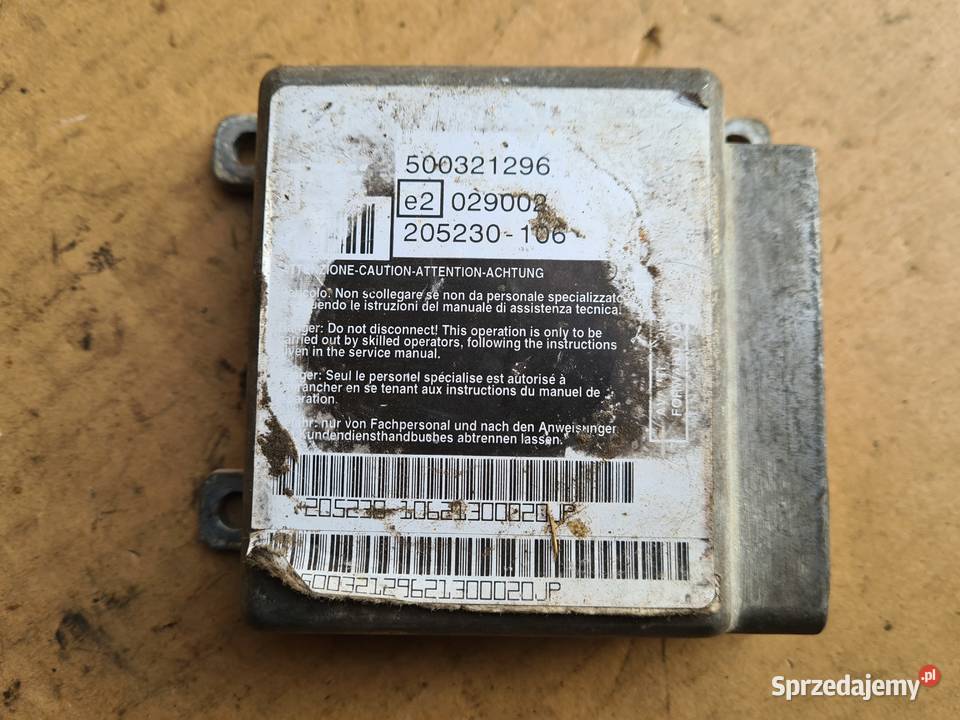 500321296
e2 029002
205230-106
-CAUTION-ATTENTION-ACHTUNG
Non scollegare se non da personale specializzato
le istruzioni del manuale di assistenza tecnica.
Do not disconnect! This operation is only to be
out by skilled operators, following the instructions
in the service manual.
Seul le personel spécialise est autorisé à
en se tenant aux instructions du manuel de
nur von Fachpersonal und nach den Anweisungen
abtrennen lassen.
AVANTI
10621300020JP
50032129621300020JP
Sprzedajemy.pl